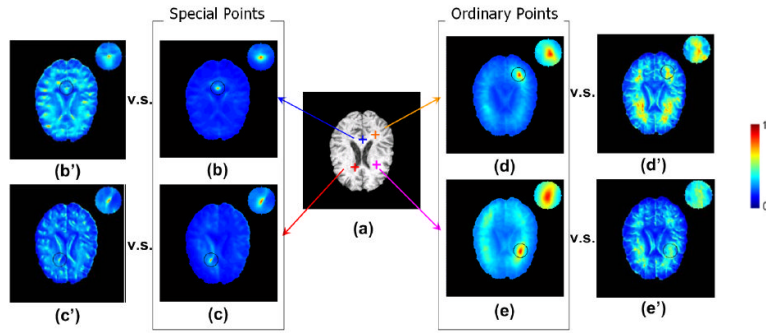 Special Points
Ordinary Points
v.s.
v.s.
(b')
(b)
(d)
(d')
1
0
(a)
v.s.
v.s.
(c')
(c)
(e)
(e')